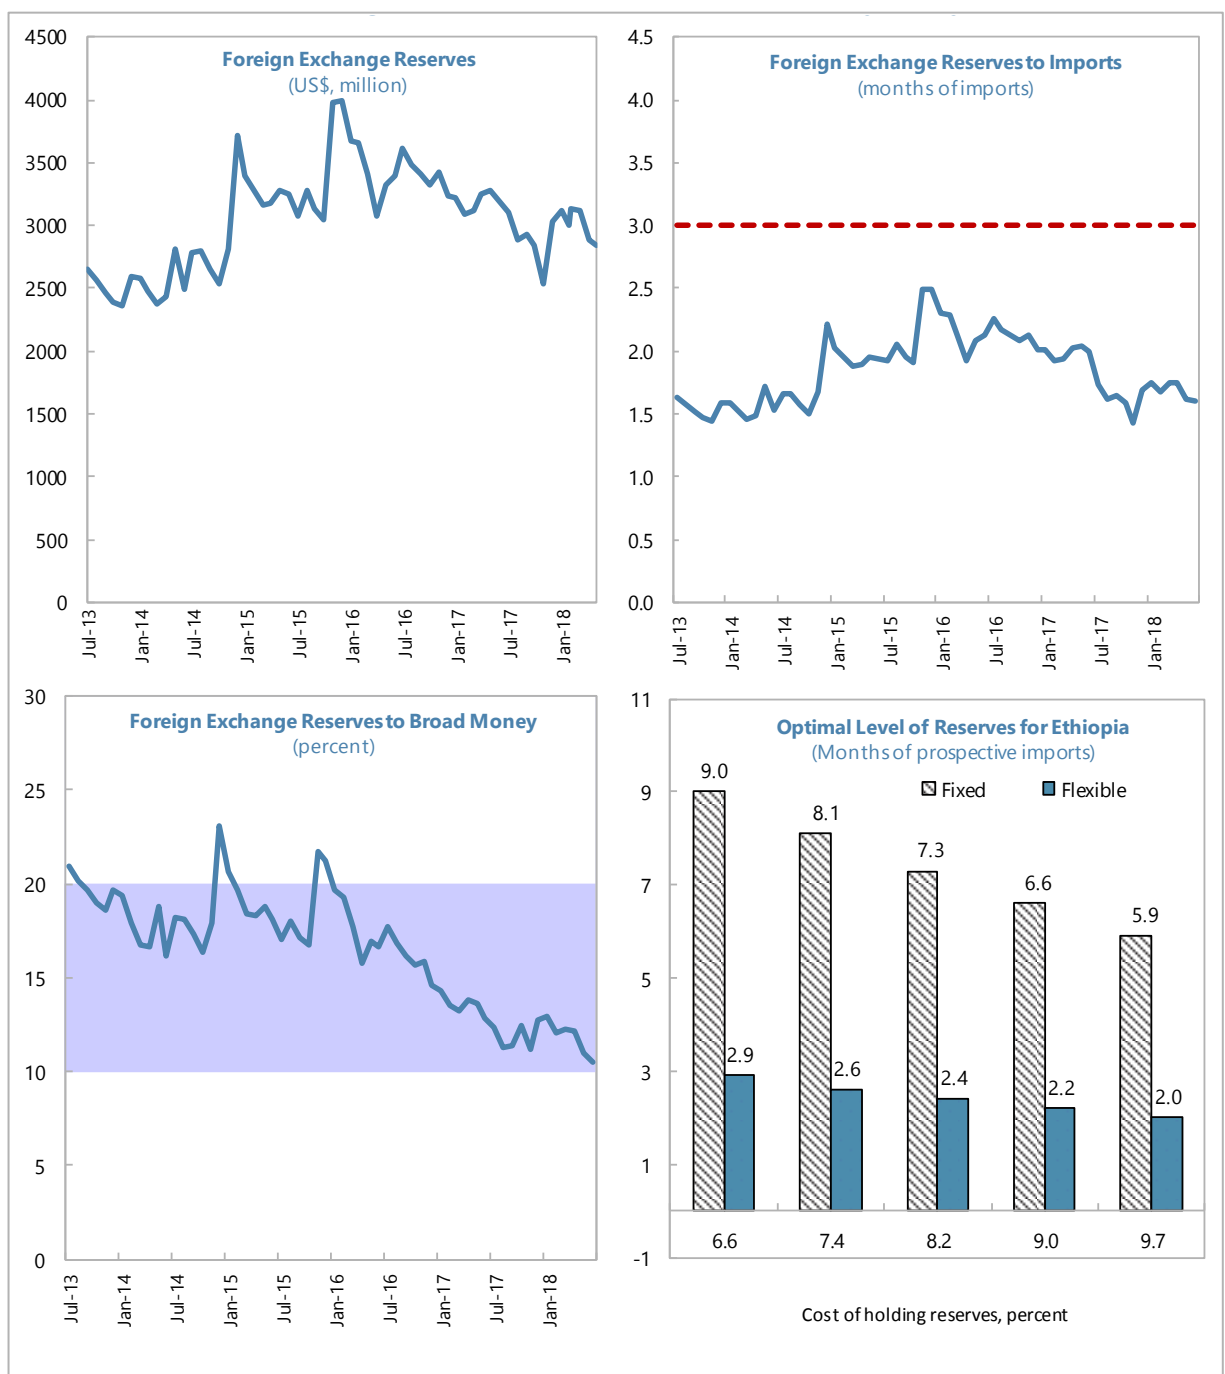 Foreign Exchange Reserves
(US$, million)
4500
4000
3500
3000
2500
2000
1500
1000
500
0
Jul-13
Jan-14
Jul-14
Jan-15
Jul-15
Jan-16
Jul-16
Jan-17
Jul-17
Jan-18
Foreign Exchange Reserves to Imports
(months of imports)
4.5
4.0
3.5
3.0
2.5
2.0
1.5
1.0
0.5
0.0
Jul-13
Jan-14
Jul-14
Jan-15
Jul-15
Jan-16
Jul-16
Jan-17
Jul-17
Jan-18
Foreign Exchange Reserves to Broad Money
(percent)
30
25
20
15
10
5
0
Jul-13
Jan-14
Jul-14
Jan-15
Jul-15
Jan-16
Jul-16
Jan-17
Jul-17
Jan-18
Optimal Level of Reserves for Ethiopia
(Months of prospective imports)
Fixed
Flexible
11
9
7
5
3
1
-1
9.0
8.1
7.3
6.6
5.9
2.9
2.6
2.4
2.2
2.0
6.6
7.4
8.2
9.0
9.7
Cost of holding reserves, percent